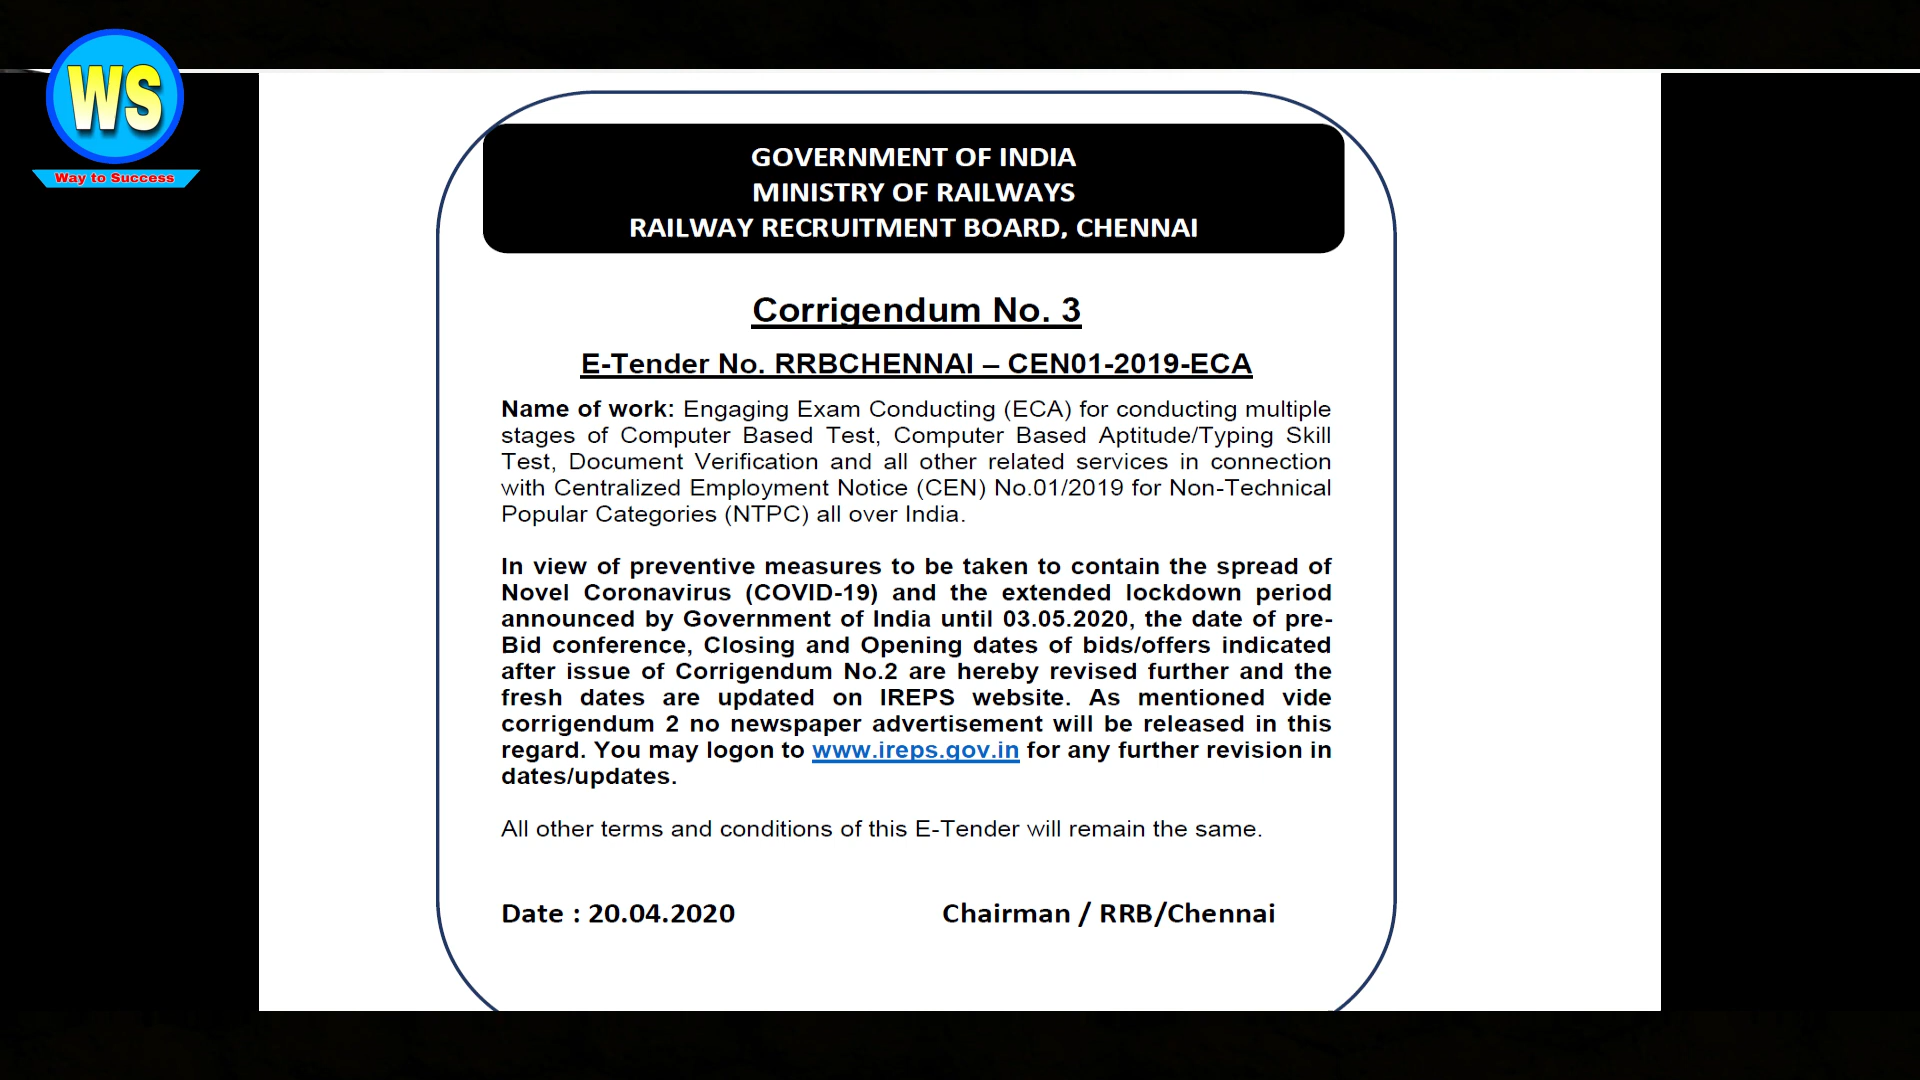 WS
Way to Success
GOVERNMENT OF INDIA
MINISTRY OF RAILWAYS
RAILWAY RECRUITMENT BOARD, CHENNAI
Corrigendum No. 3
E-Tender No. RRBCHENNAI – CEN01-2019-ECA
Name of work: Engaging Exam Conducting (ECA) for conducting multiple
stages of Computer Based Test, Computer Based Aptitude/Typing Skill
Test, Document Verification and all other related services in connection
with Centralized Employment Notice (CEN) No.01/2019 for Non-Technical
Popular Categories (NTPC) all over India.
In view of preventive measures to be taken to contain the spread of
Novel Coronavirus (COVID-19) and the extended lockdown period
announced by Government of India until 03.05.2020, the date of pre-
Bid conference, Closing and Opening dates of bids/offers indicated
after issue of Corrigendum No.2 are hereby revised further and the
fresh dates are updated on IREPS website. As mentioned vide
corrigendum 2 no newspaper advertisement will be released in this
regard. You may logon to www.ireps.gov.in for any further revision in
dates/updates.
All other terms and conditions of this E-Tender will remain the same.
Date : 20.04.2020 Chairman / RRB/Chennai